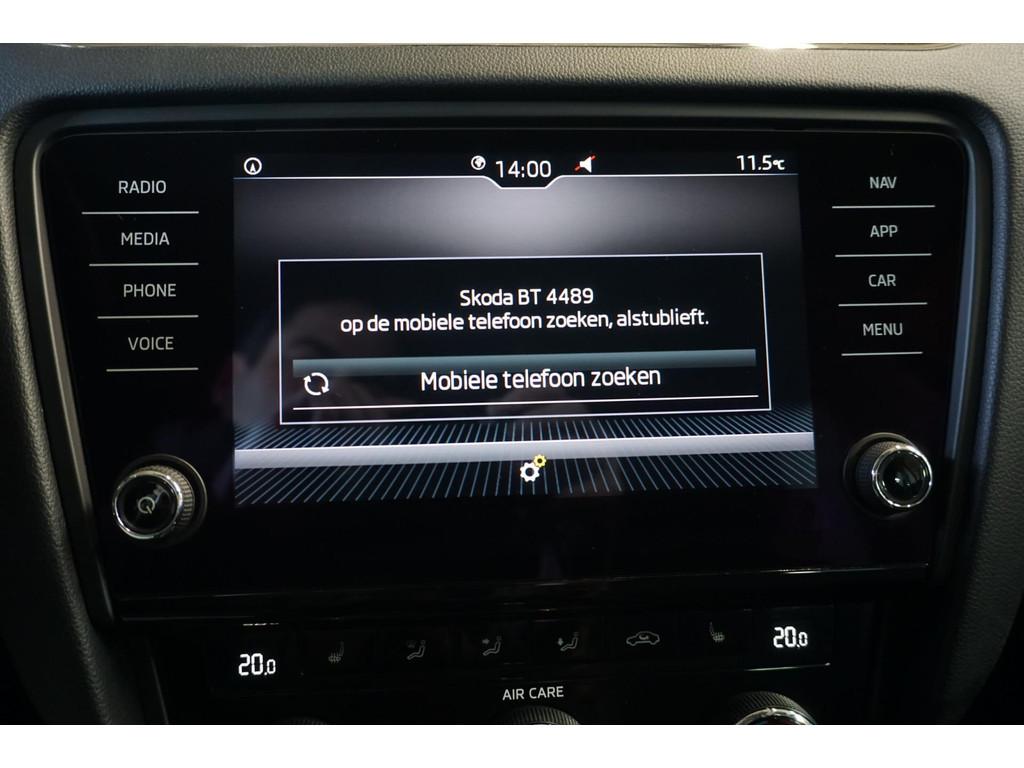 14:00
11.5°C
RADIO
MEDIA
PHONE
VOICE
NAV
APP
CAR
MENU
Skoda BT 4489
op de mobiele telefoon zoeken, alstublieft.
Mobiele telefoon zoeken
20.0
20.0
AIR CARE